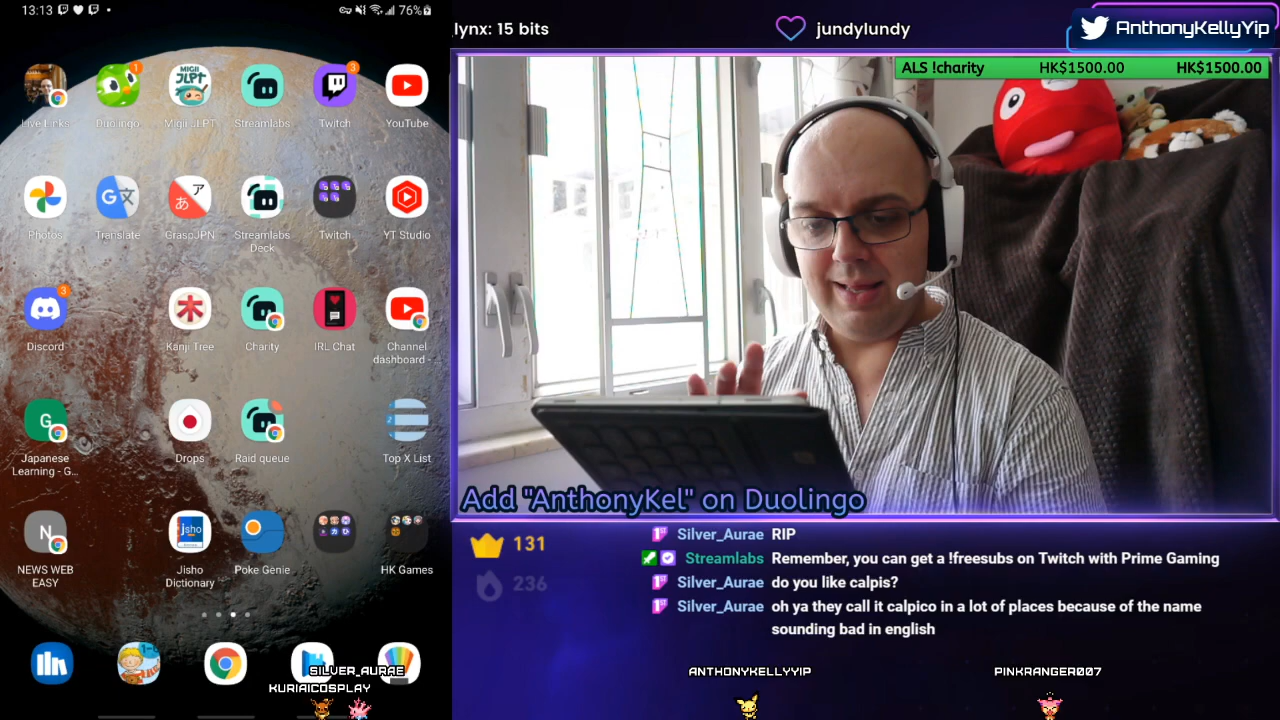 13:13
76%
Live Links
Duolingo
MIGII JLPT
Migii JLPT
Streamlabs
Twitch
YouTube
Photos
Translate
GraspJPN
Streamlabs Deck
Twitch
YT Studio
Discord
Kanji Tree
Charity
IRL Chat
Channel dashboard -
Japanese Learning - G...
Drops
Raid queue
Top X List
NEWS WEB EASY
jsho
Jisho Dictionary
Poke Genie
HK Games
SILVER_AURAE
KURIAICOSPLAY
lynx: 15 bits
jundylundy
AnthonyKellyYip
ALS !charity HK$1500.00 HK$1500.00
Add "AnthonyKel" on Duolingo
131
236
Silver_Aurae RIP
Streamlabs Remember, you can get a !freesubs on Twitch with Prime Gaming
Silver_Aurae do you like calpis?
Silver_Aurae oh ya they call it calpico in a lot of places because of the name
sounding bad in english
ANTHONYKELLYYIP
PINKRANGER007